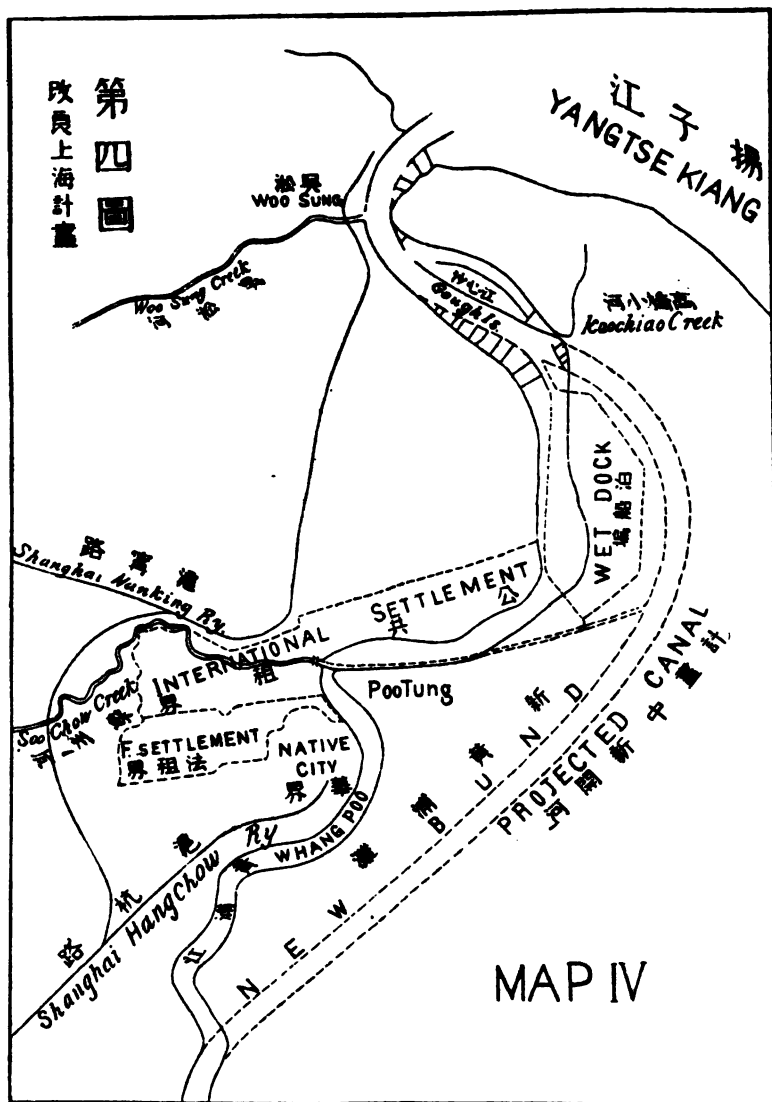 第四圖
改良上海計畫
揚子江
YANGTSE KIANG
吳淞
WOO SUNG
Woo Sung Creek
吳淞河
江心沙
Gough Is.
高橋小河
Kaochiao Creek
WET DOCK
泊船塢
滬寧路
Shanghai Nunking Ry
INTERNATIONAL SETTLEMENT
公共租界
Soo Chow Creek
蘇州河
F. SETTLEMENT
法租界
NATIVE
CITY
華界
PooTung
WHANG POO
黃浦江
NEW BUND
新黃浦灘
PROJECTED CANAL
計畫中新開河
滬杭路
Shanghai HangChow Ry
MAP IV